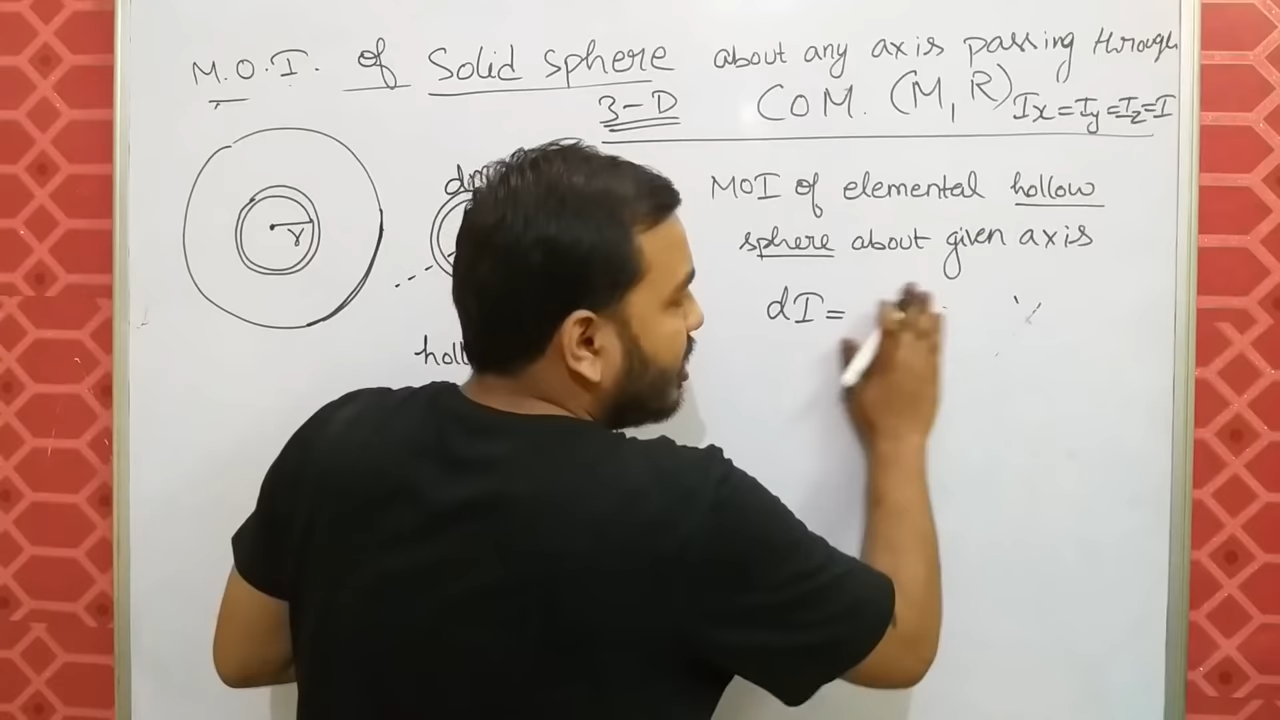 M.O.I. of Solid sphere about any axis passing through
3-D COM. (M, R) Ix=Iy=Iz=I
r
MOI of elemental hollow
sphere about given axis
dI=